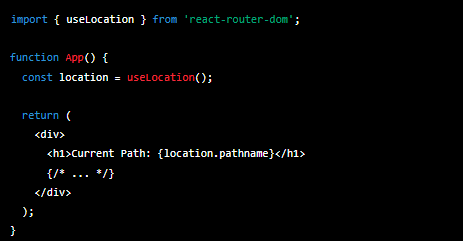 import { useLocation } from 'react-router-dom';

function App() {
  const location = useLocation();

  return (
    <div>
      <h1>Current Path: {location.pathname}</h1>
      {/* ... */}
    </div>
  );
}